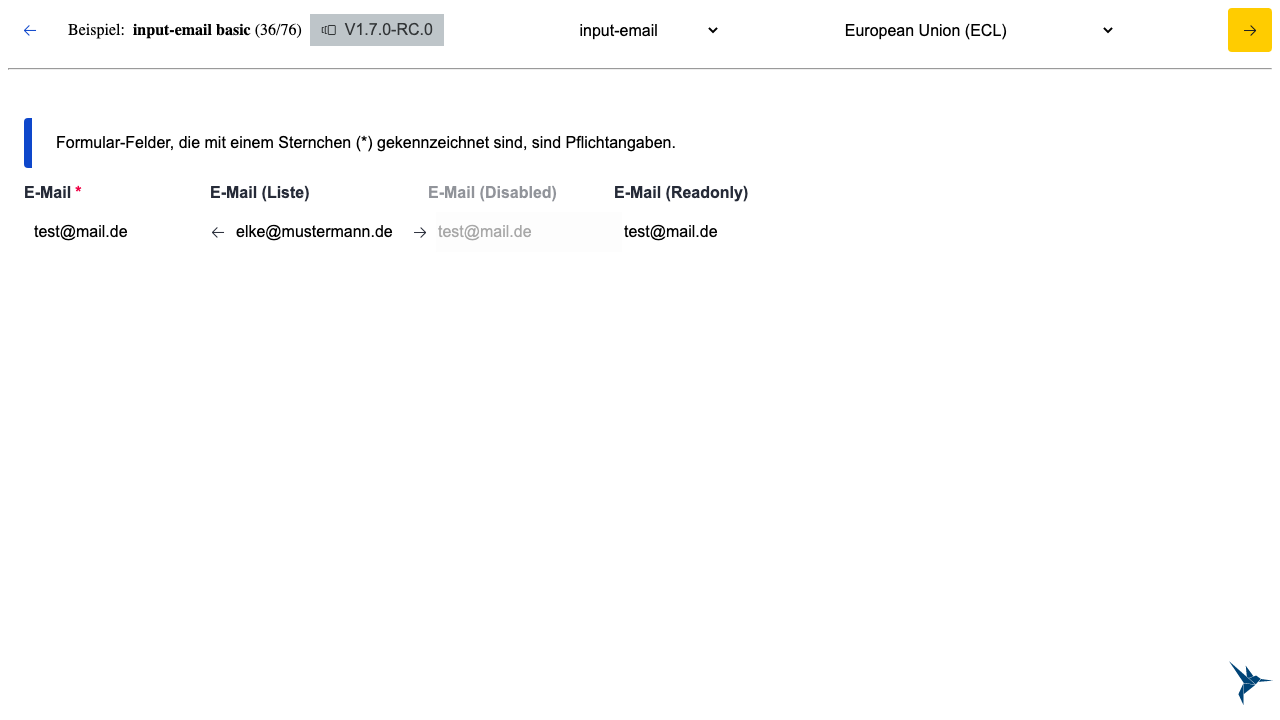 Beispiel: input-email basic (36/76) V1.7.0-RC.0 input-email European Union (ECL)
Formular-Felder, die mit einem Sternchen (*) gekennzeichnet sind, sind Pflichtangaben.
E-Mail * E-Mail (Liste) E-Mail (Disabled) E-Mail (Readonly)
test@mail.de elke@mustermann.de test@mail.de test@mail.de